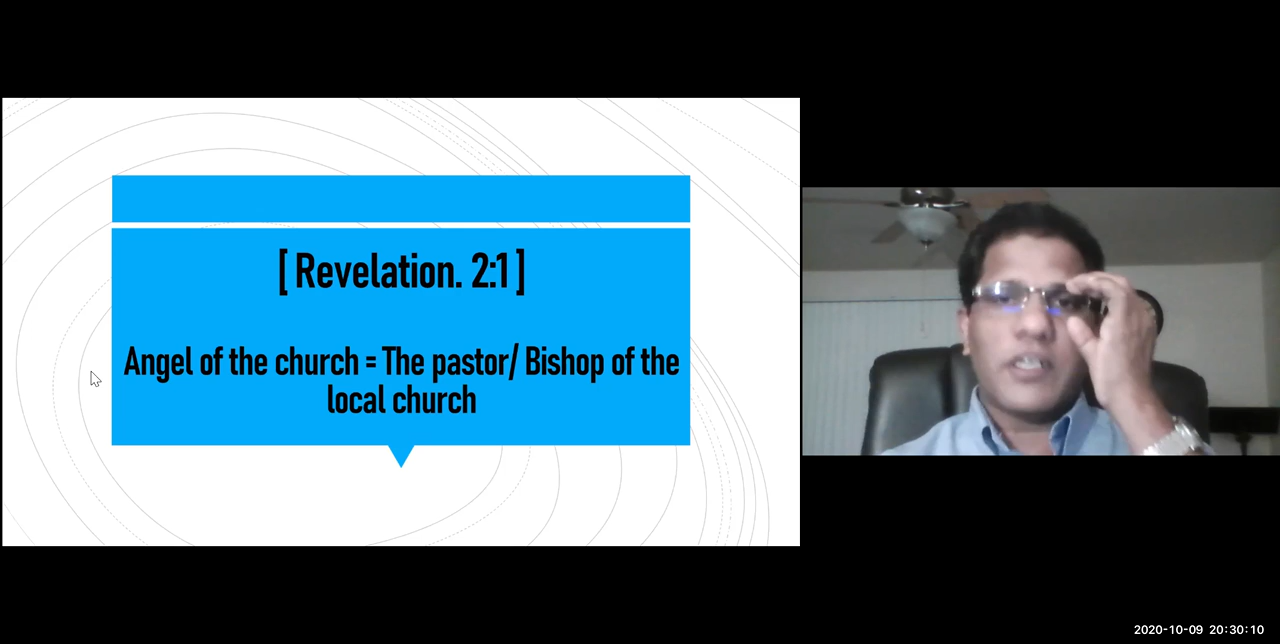 [ Revelation. 2:1 ]
Angel of the church = The pastor/ Bishop of the
local church
2020-10-09 20:30:10